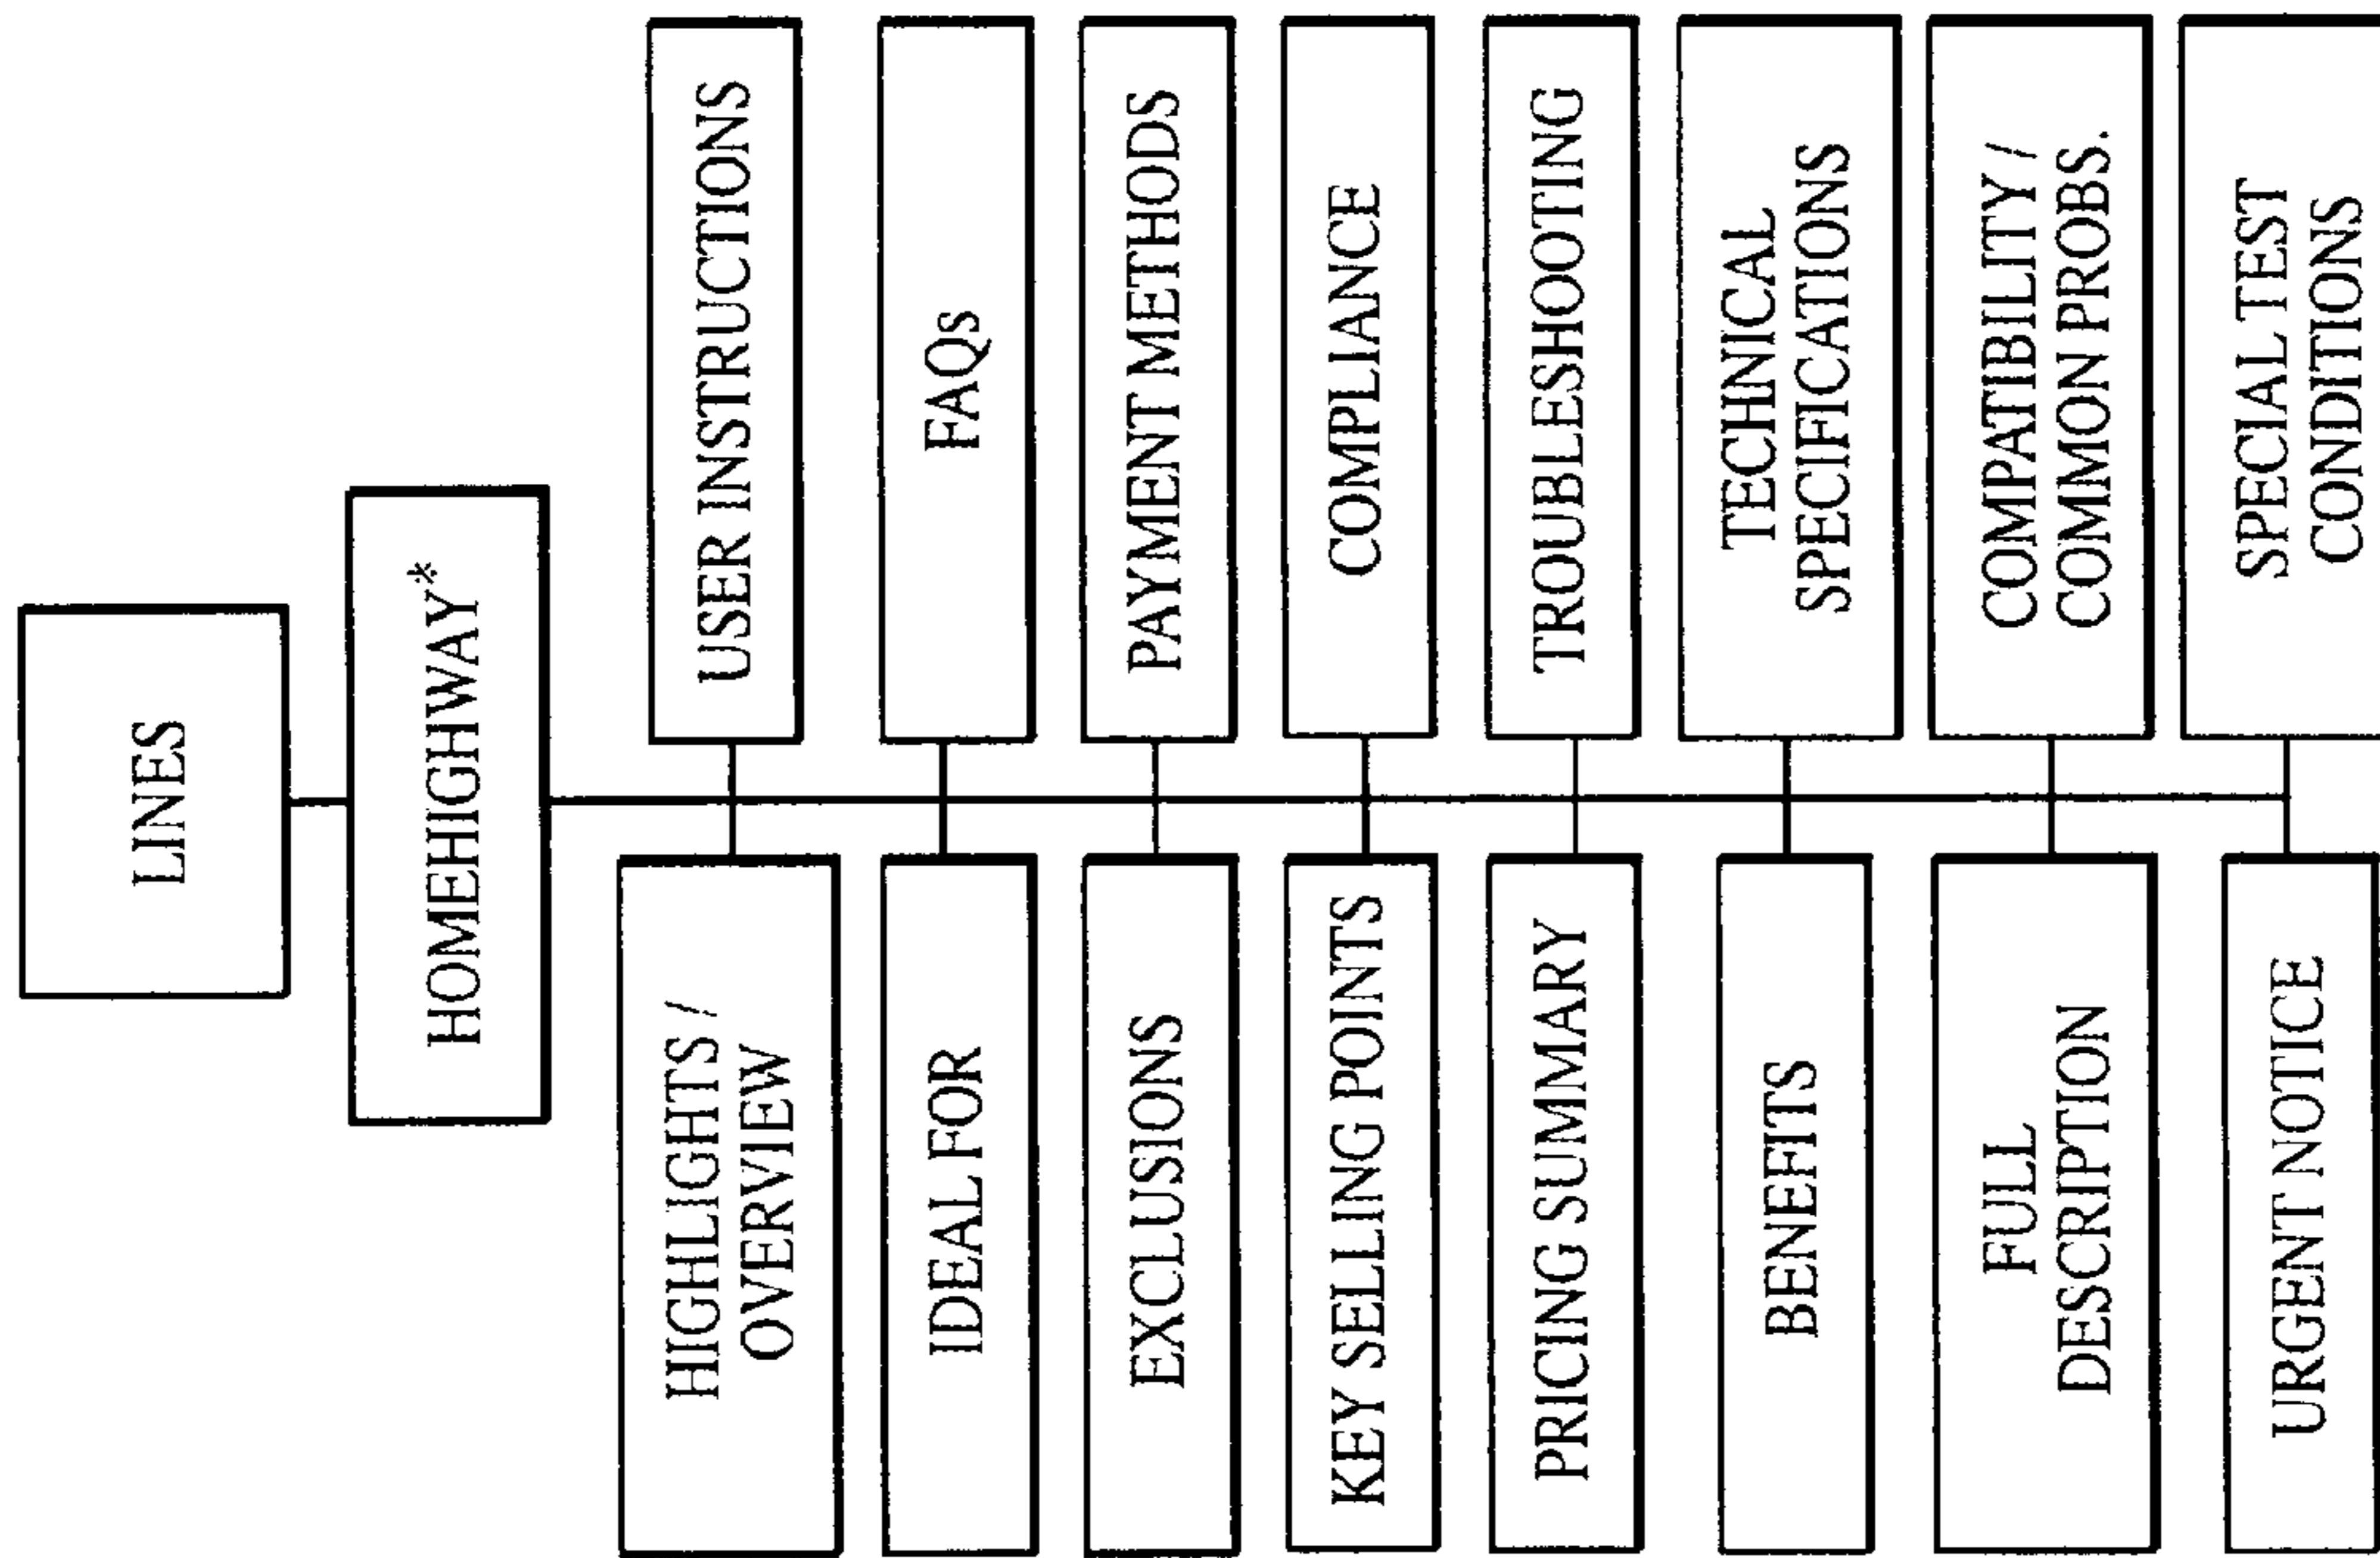 LINES
HOMEHIGHWAY*
HIGHLIGHTS /
OVERVIEW
USER INSTRUCTIONS
IDEAL FOR
FAQs
EXCLUSIONS
PAYMENT METHODS
KEY SELLING POINTS
COMPLIANCE
PRICING SUMMARY
TROUBLESHOOTING
BENEFITS
TECHNICAL
SPECIFICATIONS
FULL
DESCRIPTION
COMPATIBILITY /
COMMON PROBS.
URGENT NOTICE
SPECIAL TEST
CONDITIONS